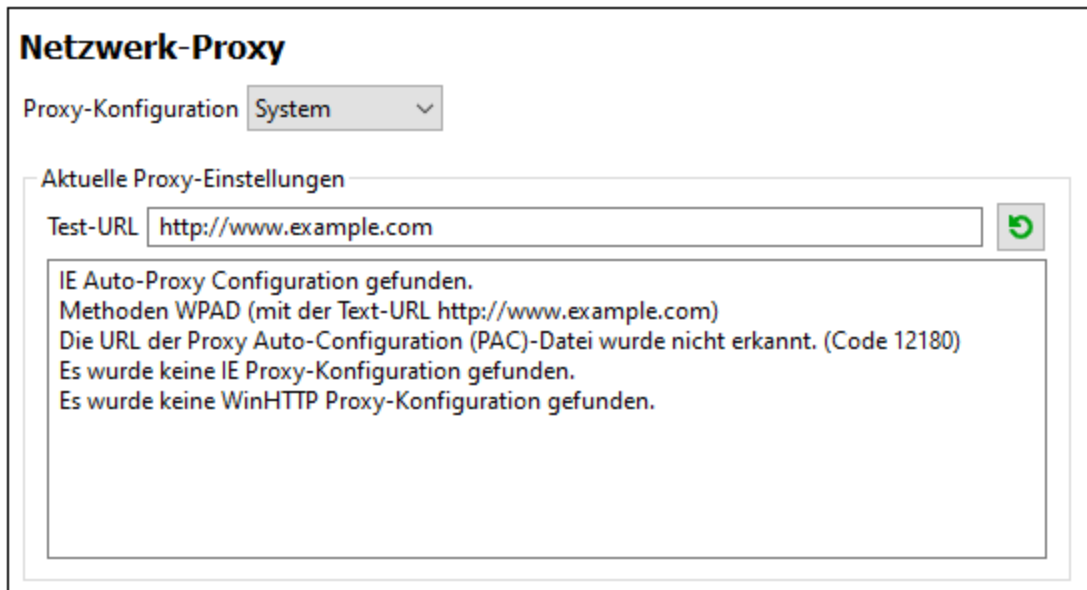 Netzwerk-Proxy
Proxy-Konfiguration System
Aktuelle Proxy-Einstellungen
Test-URL http://www.example.com
IE Auto-Proxy Configuration gefunden.
Methoden WPAD (mit der Text-URL http://www.example.com)
Die URL der Proxy Auto-Configuration (PAC)-Datei wurde nicht erkannt. (Code 12180)
Es wurde keine IE Proxy-Konfiguration gefunden.
Es wurde keine WinHTTP Proxy-Konfiguration gefunden.